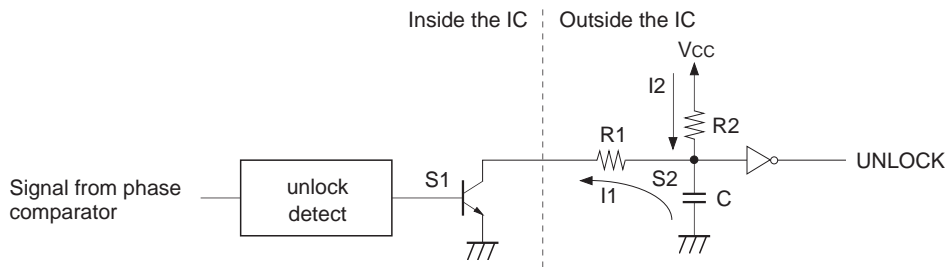 Inside the IC
Outside the IC
VCC
I2
R2
R1
S1
S2
UNLOCK
Signal from phase
comparator
unlock
detect
I1
C